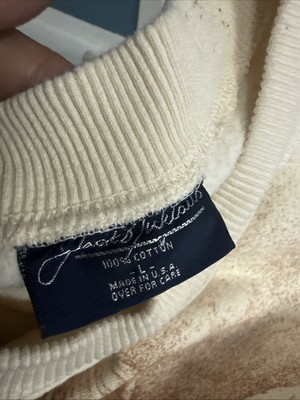 Jack Nicklaus
100% COTTON
- L -
MADE IN U.S.A
OVER FOR CARE